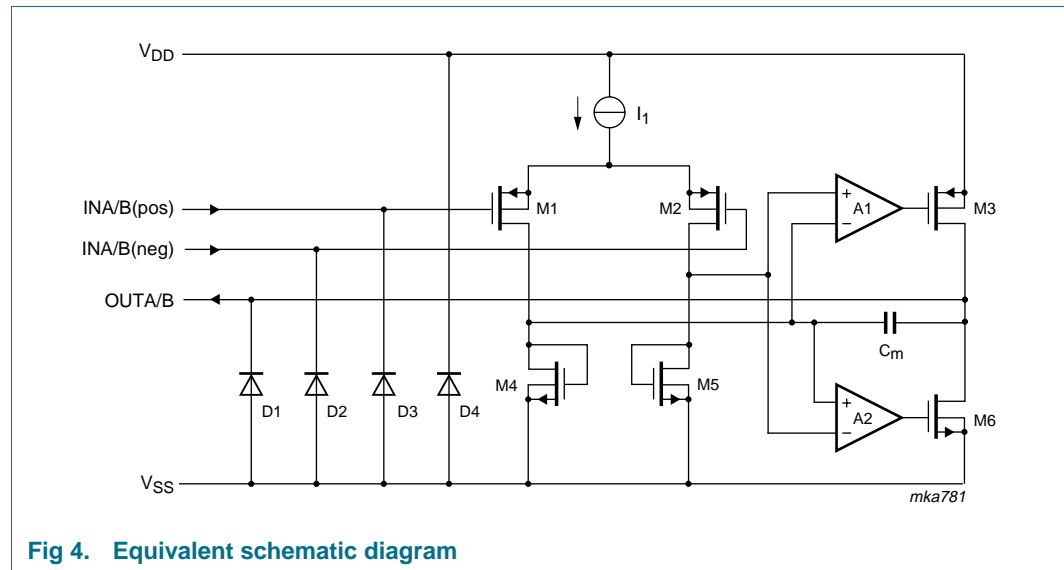 VDD
I1
INA/B(pos)
M1
M2
+
A1
−
M3
INA/B(neg)
OUTA/B
Cm
M4
M5
D1
D2
D3
D4
+
A2
−
M6
VSS
mka781
Fig 4. Equivalent schematic diagram